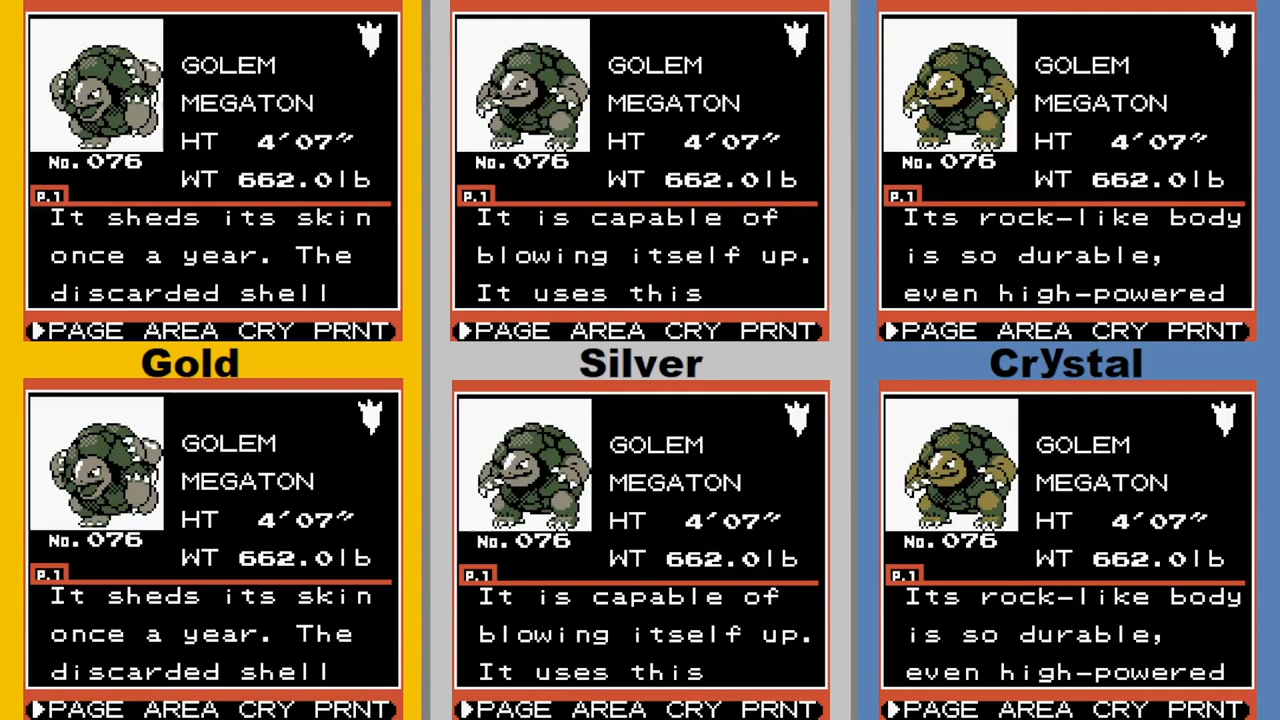 GOLEM
MEGATON
HT 4′07″
No.076
WT 662.0lb
P.1
It sheds its skin
once a year. The
discarded shell
▶PAGE AREA CRY PRNT
GOLEM
MEGATON
HT 4′07″
No.076
WT 662.0lb
P.1
It is capable of
blowing itself up.
It uses this
▶PAGE AREA CRY PRNT
GOLEM
MEGATON
HT 4′07″
No.076
WT 662.0lb
P.1
Its rock-like body
is so durable,
even high-powered
▶PAGE AREA CRY PRNT
Gold
Silver
Crystal
GOLEM
MEGATON
HT 4′07″
No.076
WT 662.0lb
P.1
It sheds its skin
once a year. The
discarded shell
▶PAGE AREA CRY PRNT
GOLEM
MEGATON
HT 4′07″
No.076
WT 662.0lb
P.1
It is capable of
blowing itself up.
It uses this
▶PAGE AREA CRY PRNT
GOLEM
MEGATON
HT 4′07″
No.076
WT 662.0lb
P.1
Its rock-like body
is so durable,
even high-powered
▶PAGE AREA CRY PRNT